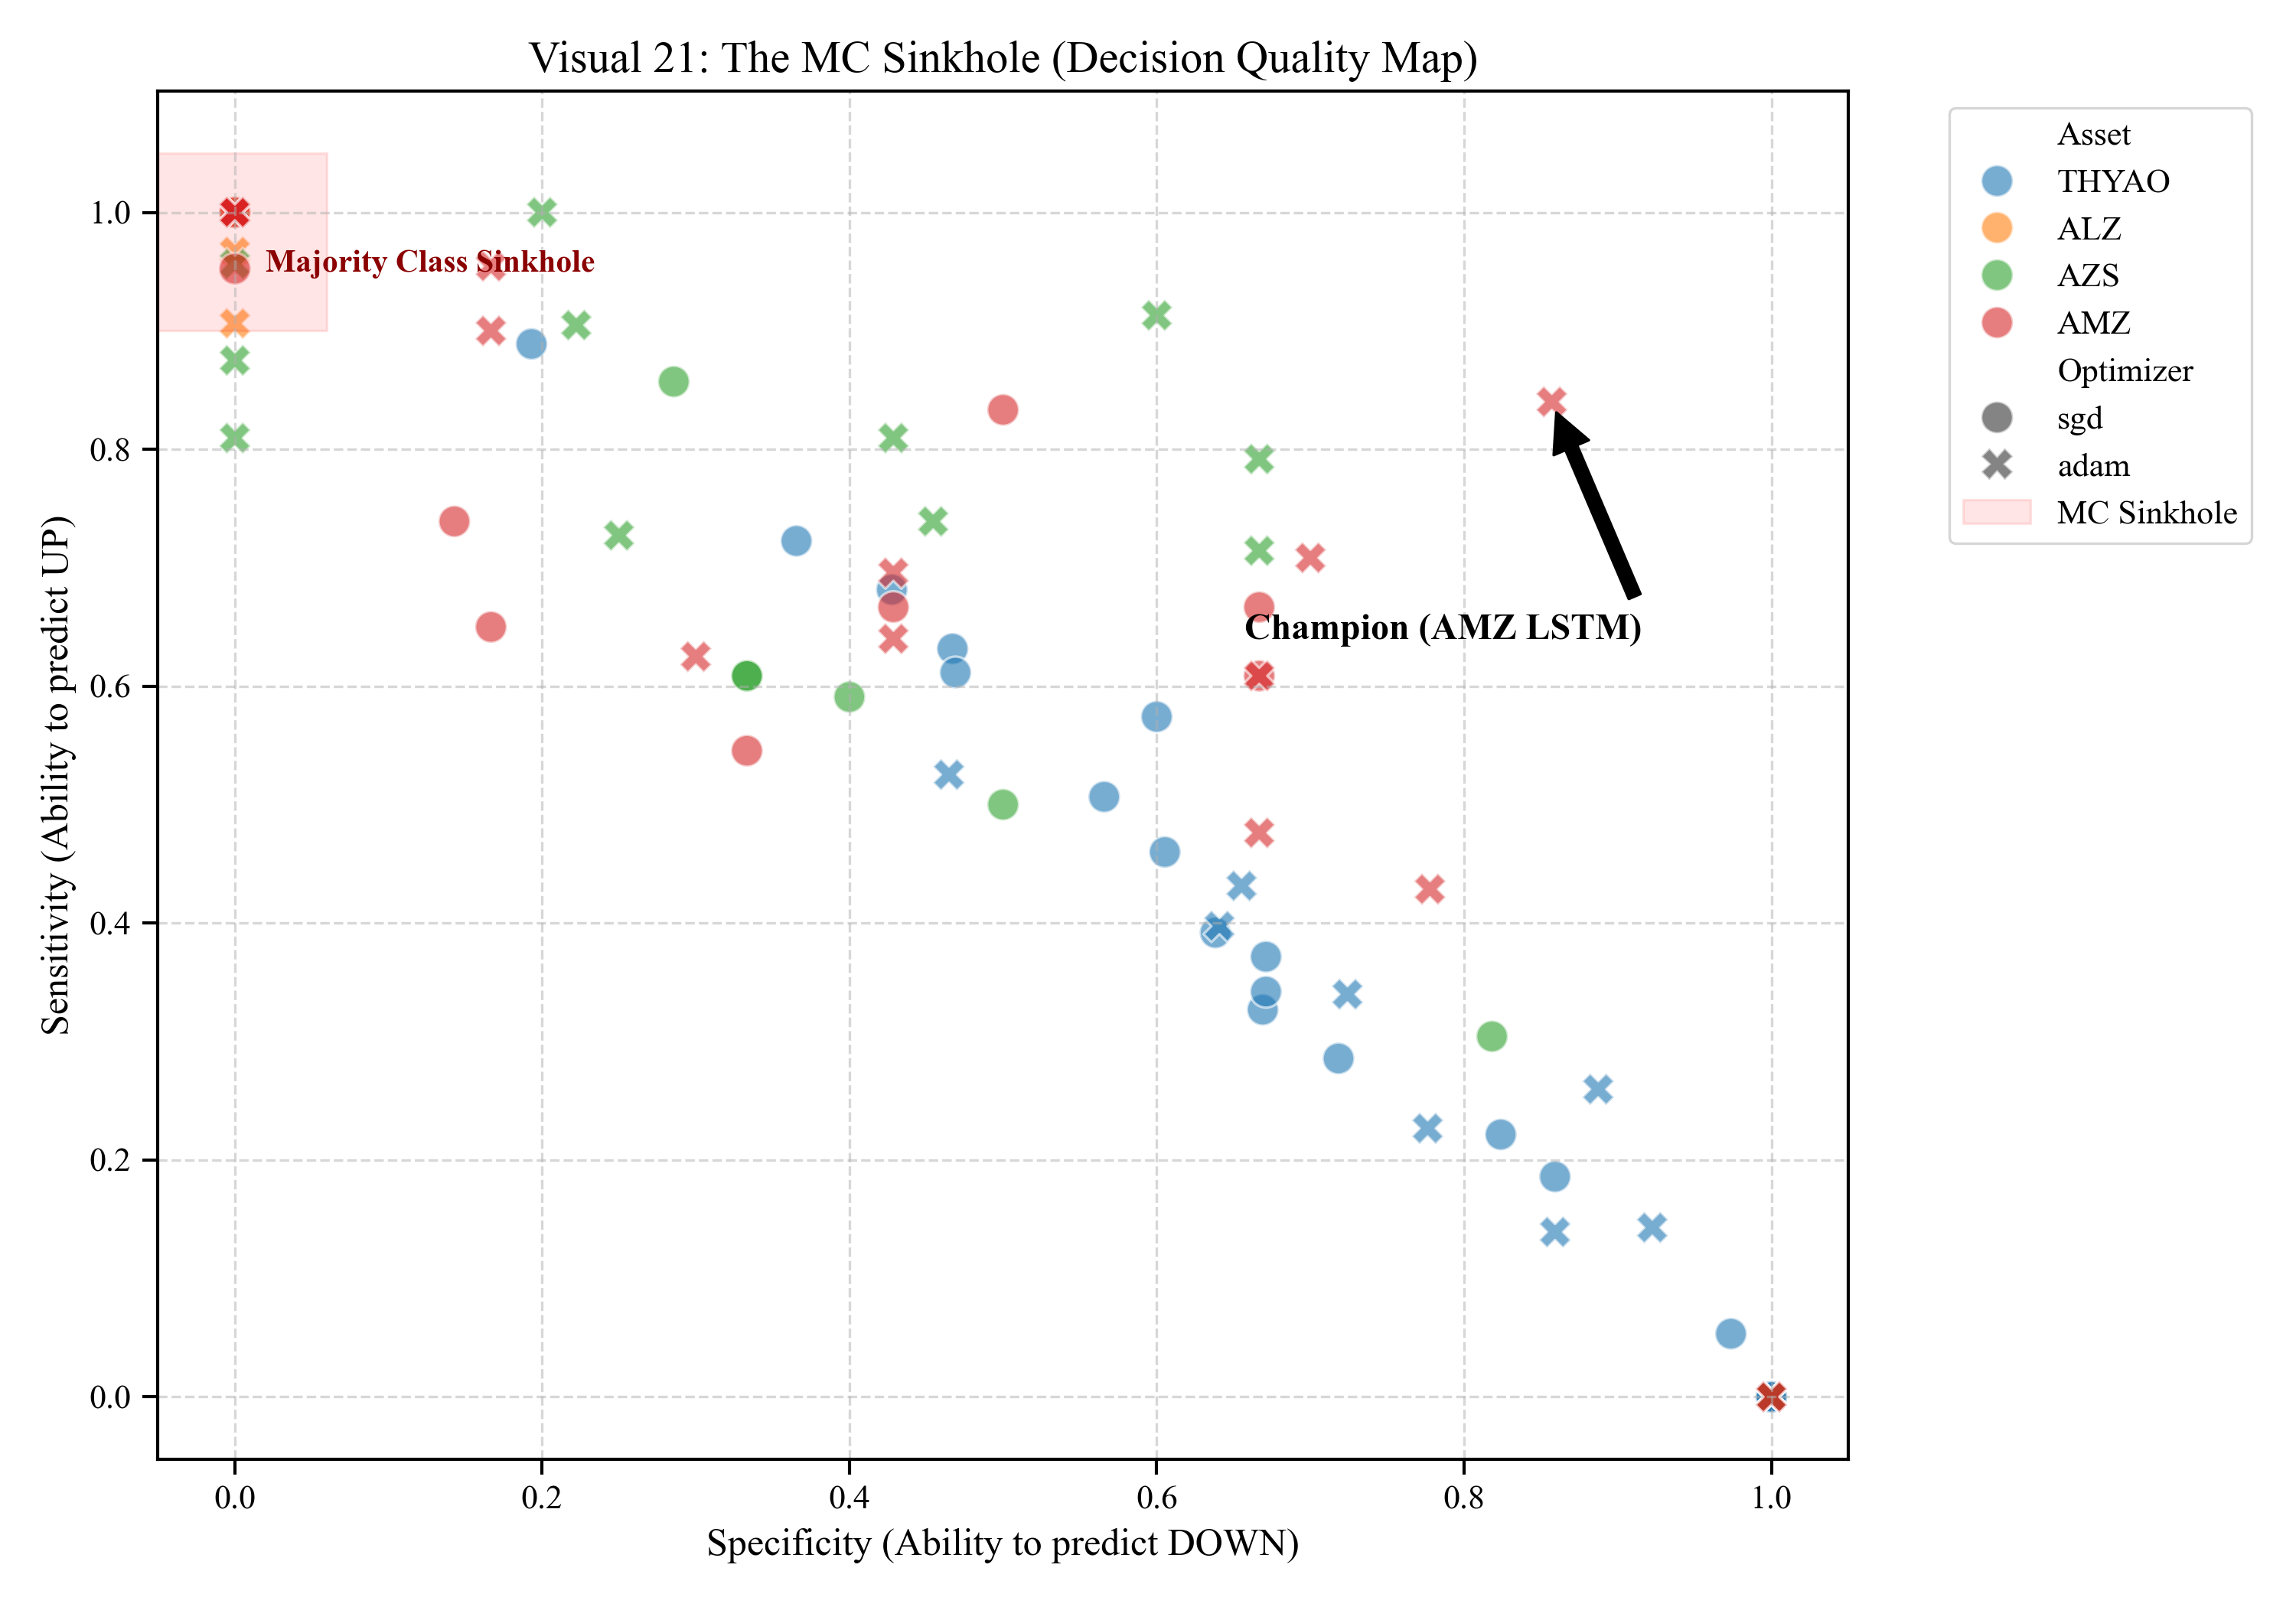 Visual 21: The MC Sinkhole (Decision Quality Map)
Asset
THYAO
ALZ
AZS
AMZ
Optimizer
sgd
adam
MC Sinkhole
Majority Class Sinkhole
Champion (AMZ LSTM)
Sensitivity (Ability to predict UP)
1.0
0.8
0.6
0.4
0.2
0.0
0.0 0.2 0.4 0.6 0.8 1.0
Specificity (Ability to predict DOWN)